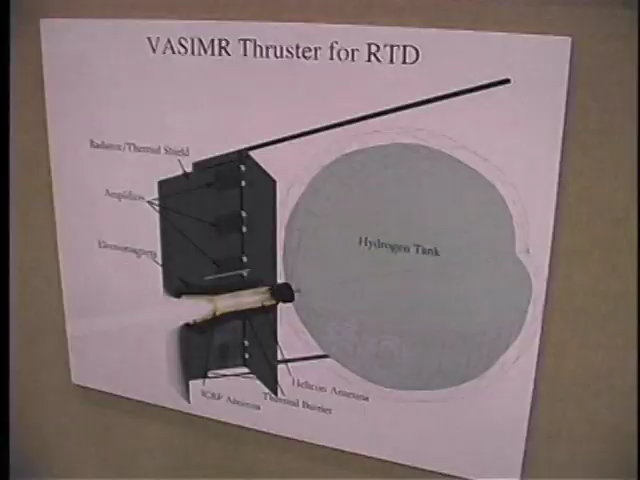 VASIMR Thruster for RTD
Radiator/Thermal Shield
Amplifiers
Electromagnets
Hydrogen Tank
Helicon Antenna
Thermal Barrier
ICRF Antenna